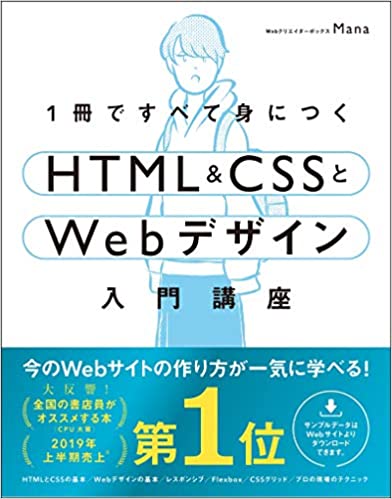 Webクリエイターボックス Mana
1冊ですべて身につく
HTML&CSSと
Webデザイン
入門講座
今のWebサイトの作り方が一気に学べる!
大反響!
全国の書店員が
オススメする本
(CPU大賞)
2019年
上半期売上
第1位
サンプルデータは
Webサイトより
ダウンロード
できます。
HTMLとCSSの基本/Webデザインの基本/レスポンシブ/Flexbox/CSSグリッド/プロの現場のテクニック